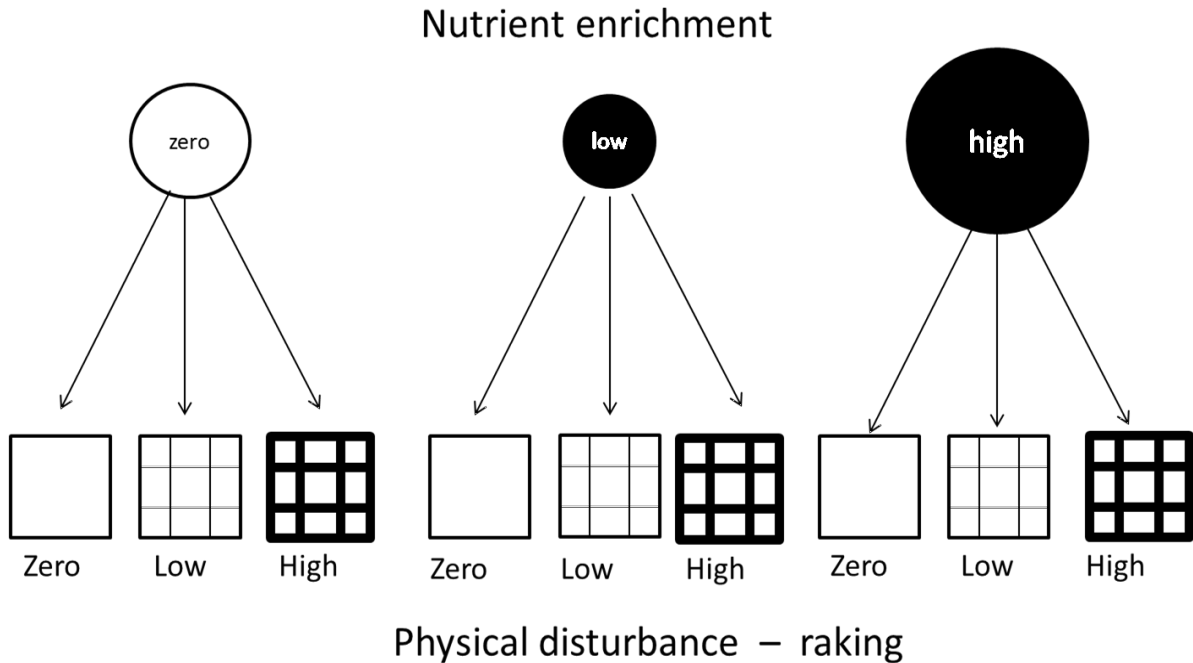 Nutrient enrichment
zero
low
high
Zero Low High Zero Low High Zero Low High
Physical disturbance – raking